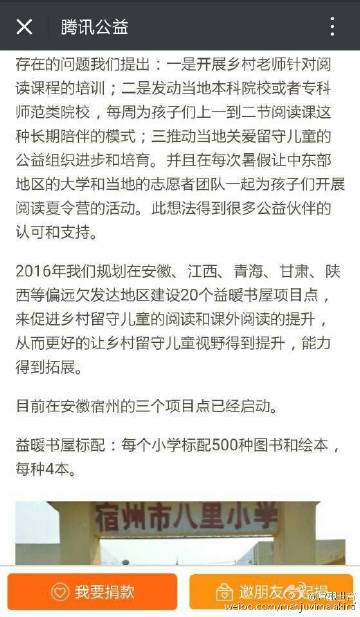 腾讯公益
存在的问题我们提出：一是开展乡村老师针对阅
读课程的培训；二是发动当地本科院校或者专科
师范类院校，每周为孩子们上一到二节阅读课这
种长期陪伴的模式；三推动当地关爱留守儿童的
公益组织进步和培育。并且在每次暑假让中东部
地区的大学和当地的志愿者团队一起为孩子们开展
阅读夏令营的活动。此想法得到很多公益伙伴的
认可和支持。
2016年我们规划在安徽、江西、青海、甘肃、陕
西等偏远欠发达地区建设20个益暖书屋项目点，
来促进乡村留守儿童的阅读和课外阅读的提升，
从而更好的让乡村留守儿童视野得到提升，能力
得到拓展。
目前在安徽宿州的三个项目点已经启动。
益暖书屋标配：每个小学标配500种图书和绘本，
每种4本。
宿州市八里小学
我要捐款
邀朋友
捐